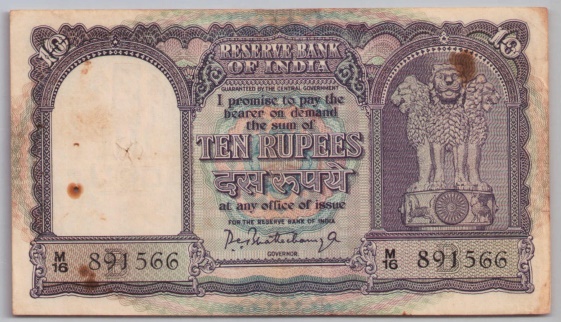 10
10
RESERVE BANK
OF INDIA
GUARANTEED BY THE CENTRAL GOVERNMENT
I promise to pay the
bearer on demand
the sum of
TEN RUPEES
दस रूपये
at any office of issue
FOR THE RESERVE BANK OF INDIA
GOVERNOR
M/16 891566
M/16 891566